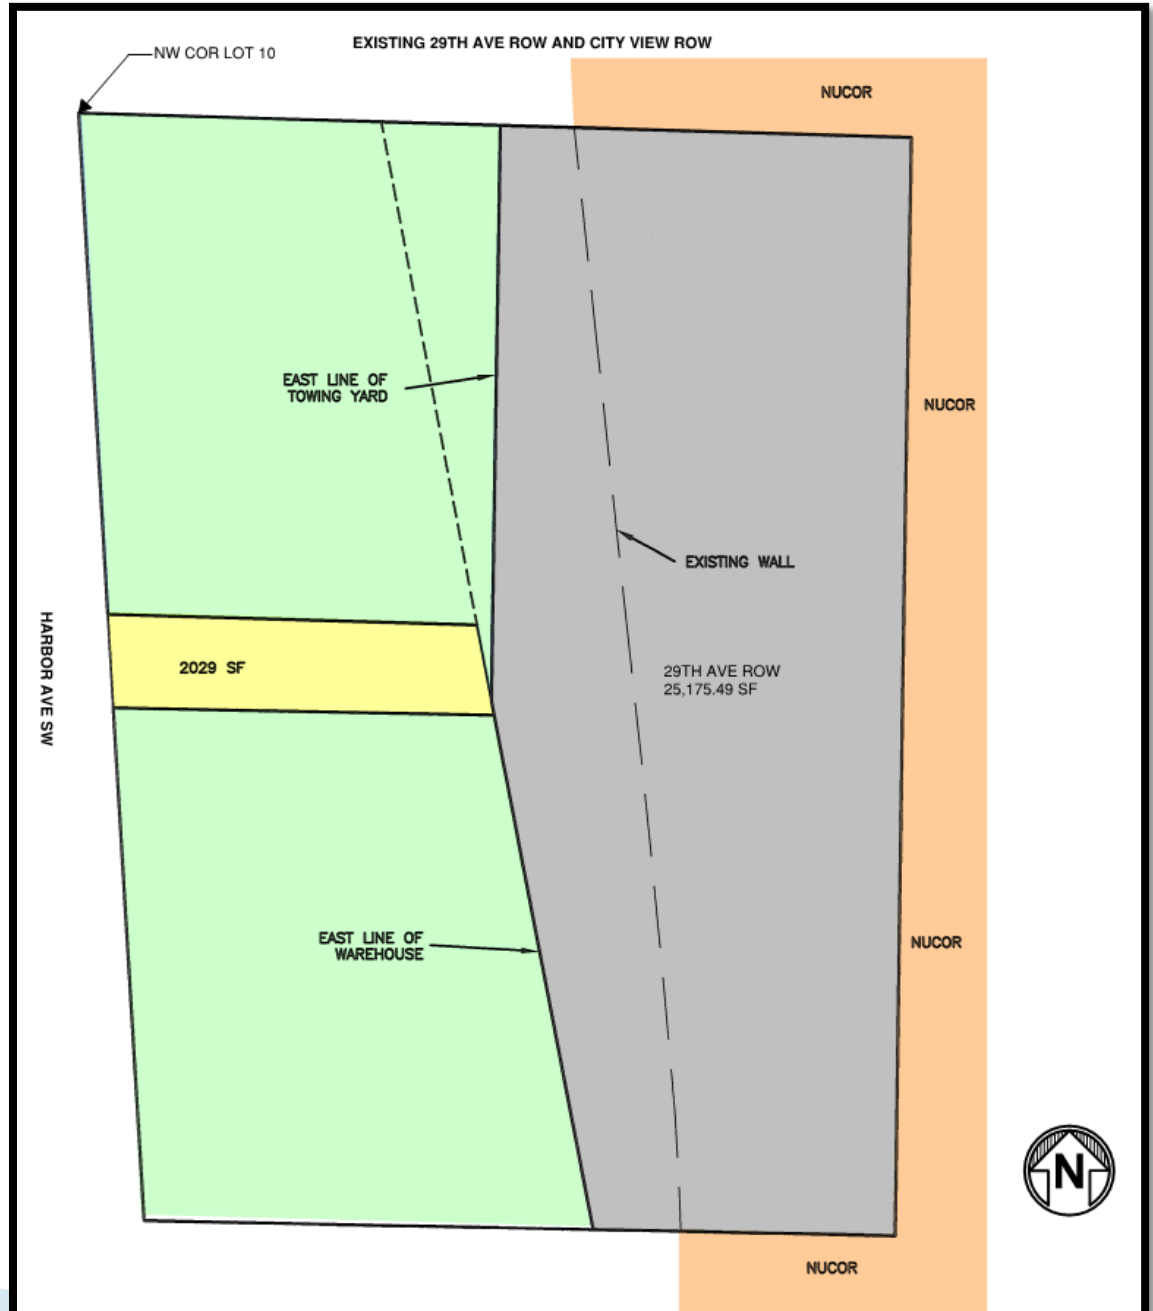 EXISTING 29TH AVE ROW AND CITY VIEW ROW
NW COR LOT 10
NUCOR
EAST LINE OF
TOWING YARD
NUCOR
EXISTING WALL
HARBOR AVE SW
2029 SF
29TH AVE ROW
25,175.49 SF
EAST LINE OF
WAREHOUSE
NUCOR
N
NUCOR